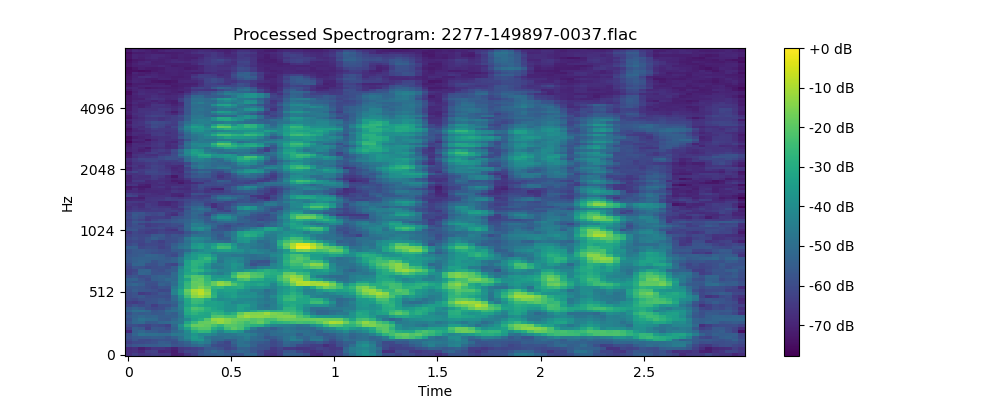 Processed Spectrogram: 2277-149897-0037.flac
+0 dB
-10 dB
-20 dB
-30 dB
-40 dB
-50 dB
-60 dB
-70 dB
Hz
4096
2048
1024
512
0
0
0.5
1
1.5
2
2.5
Time